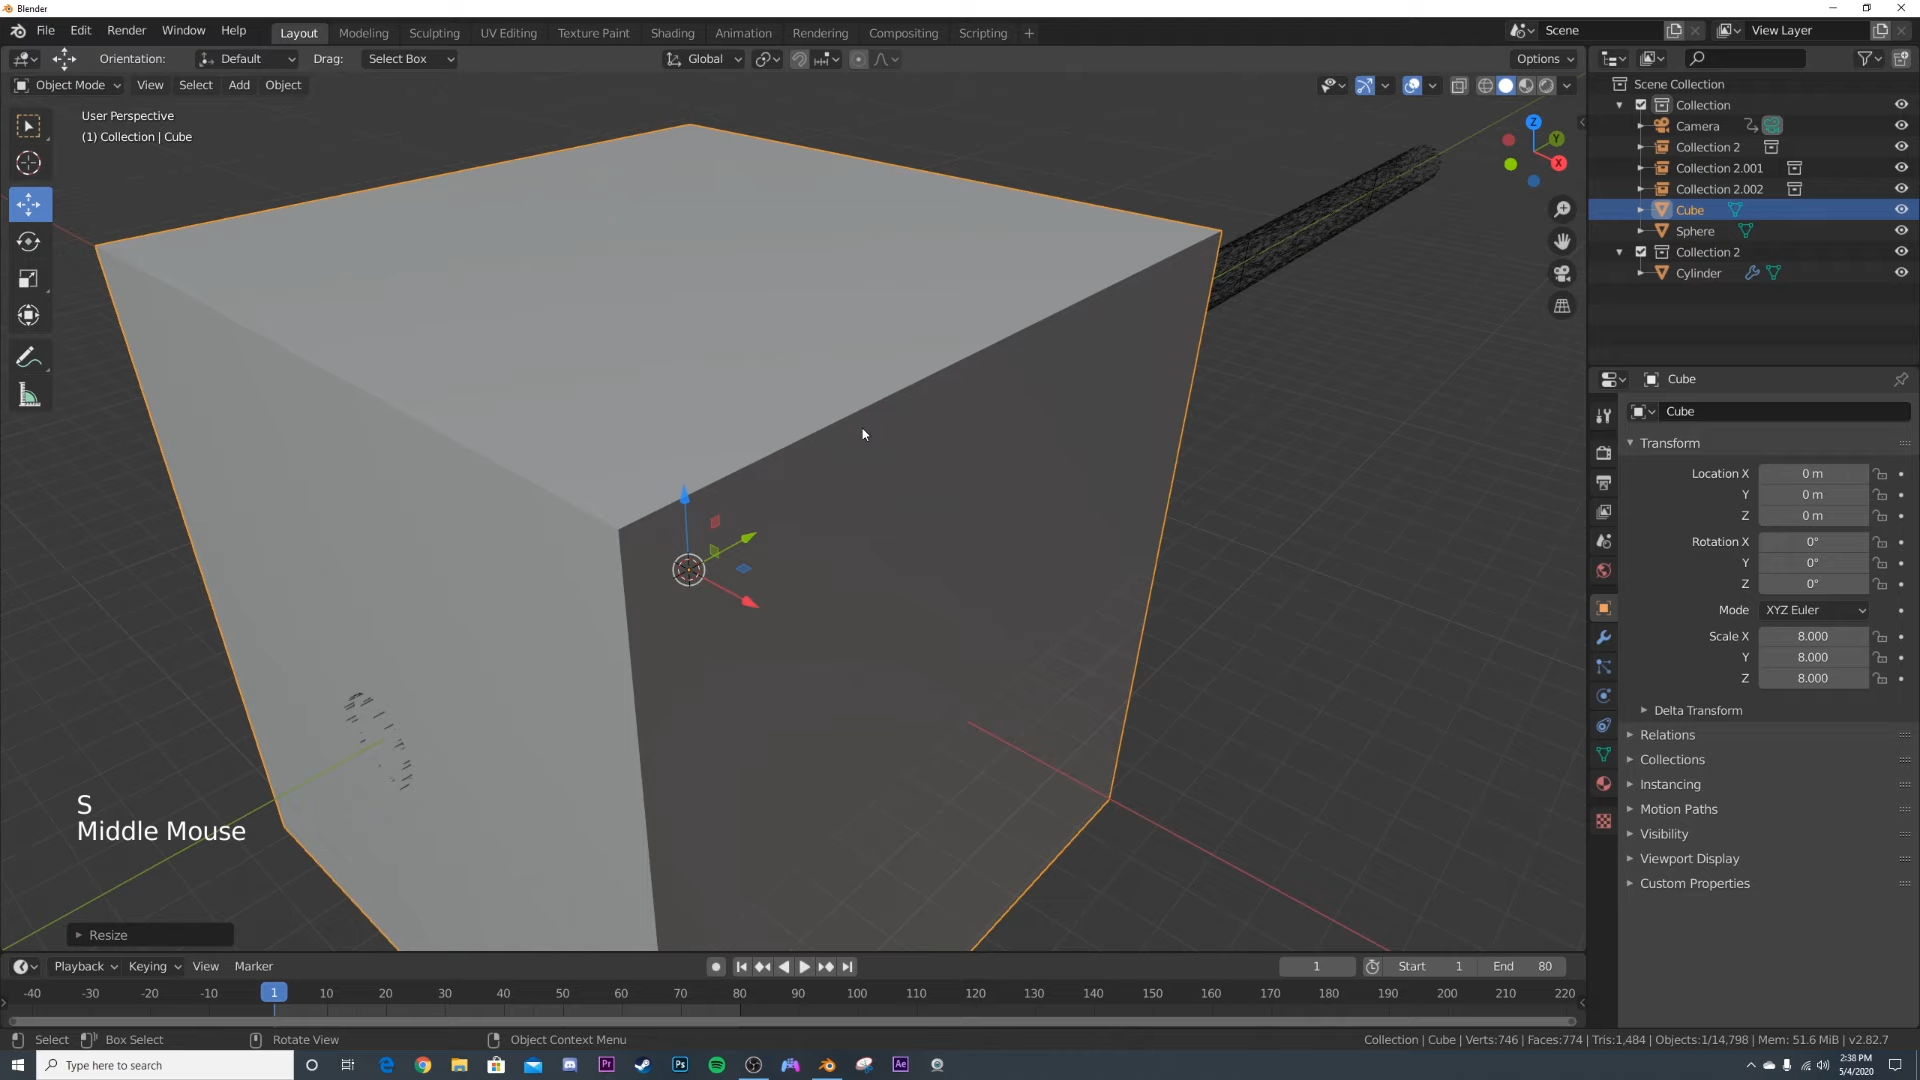 Blender
File Edit Render Window Help Layout Modeling Sculpting UV Editing Texture Paint Shading Animation Rendering Compositing Scripting + Scene View Layer
Orientation: Default Drag: Select Box Global Options
Object Mode View Select Add Object
User Perspective
(1) Collection | Cube
Z
Y
X
Scene Collection
Collection
Camera
Collection 2
Collection 2.001
Collection 2.002
Cube
Sphere
Collection 2
Cylinder
Cube
Cube
Transform
Location X 0 m
Y 0 m
Z 0 m
Rotation X 0°
Y 0°
Z 0°
Mode XYZ Euler
Scale X 8.000
Y 8.000
Z 8.000
Delta Transform
Relations
Collections
Instancing
Motion Paths
Visibility
Viewport Display
Custom Properties
S
Middle Mouse
Resize
Playback Keying View Marker 1 Start 1 End 80
-40 -30 -20 -10 1 10 20 30 40 50 60 70 80 90 100 110 120 130 140 150 160 170 180 190 200 210 220
Select Box Select Rotate View Object Context Menu Collection | Cube | Verts:746 | Faces:774 | Tris:1,484 | Objects:1/14,798 | Mem: 51.6 MiB | v2.82.7
Type here to search Pr Ps Ae 2:38 PM
5/4/2020